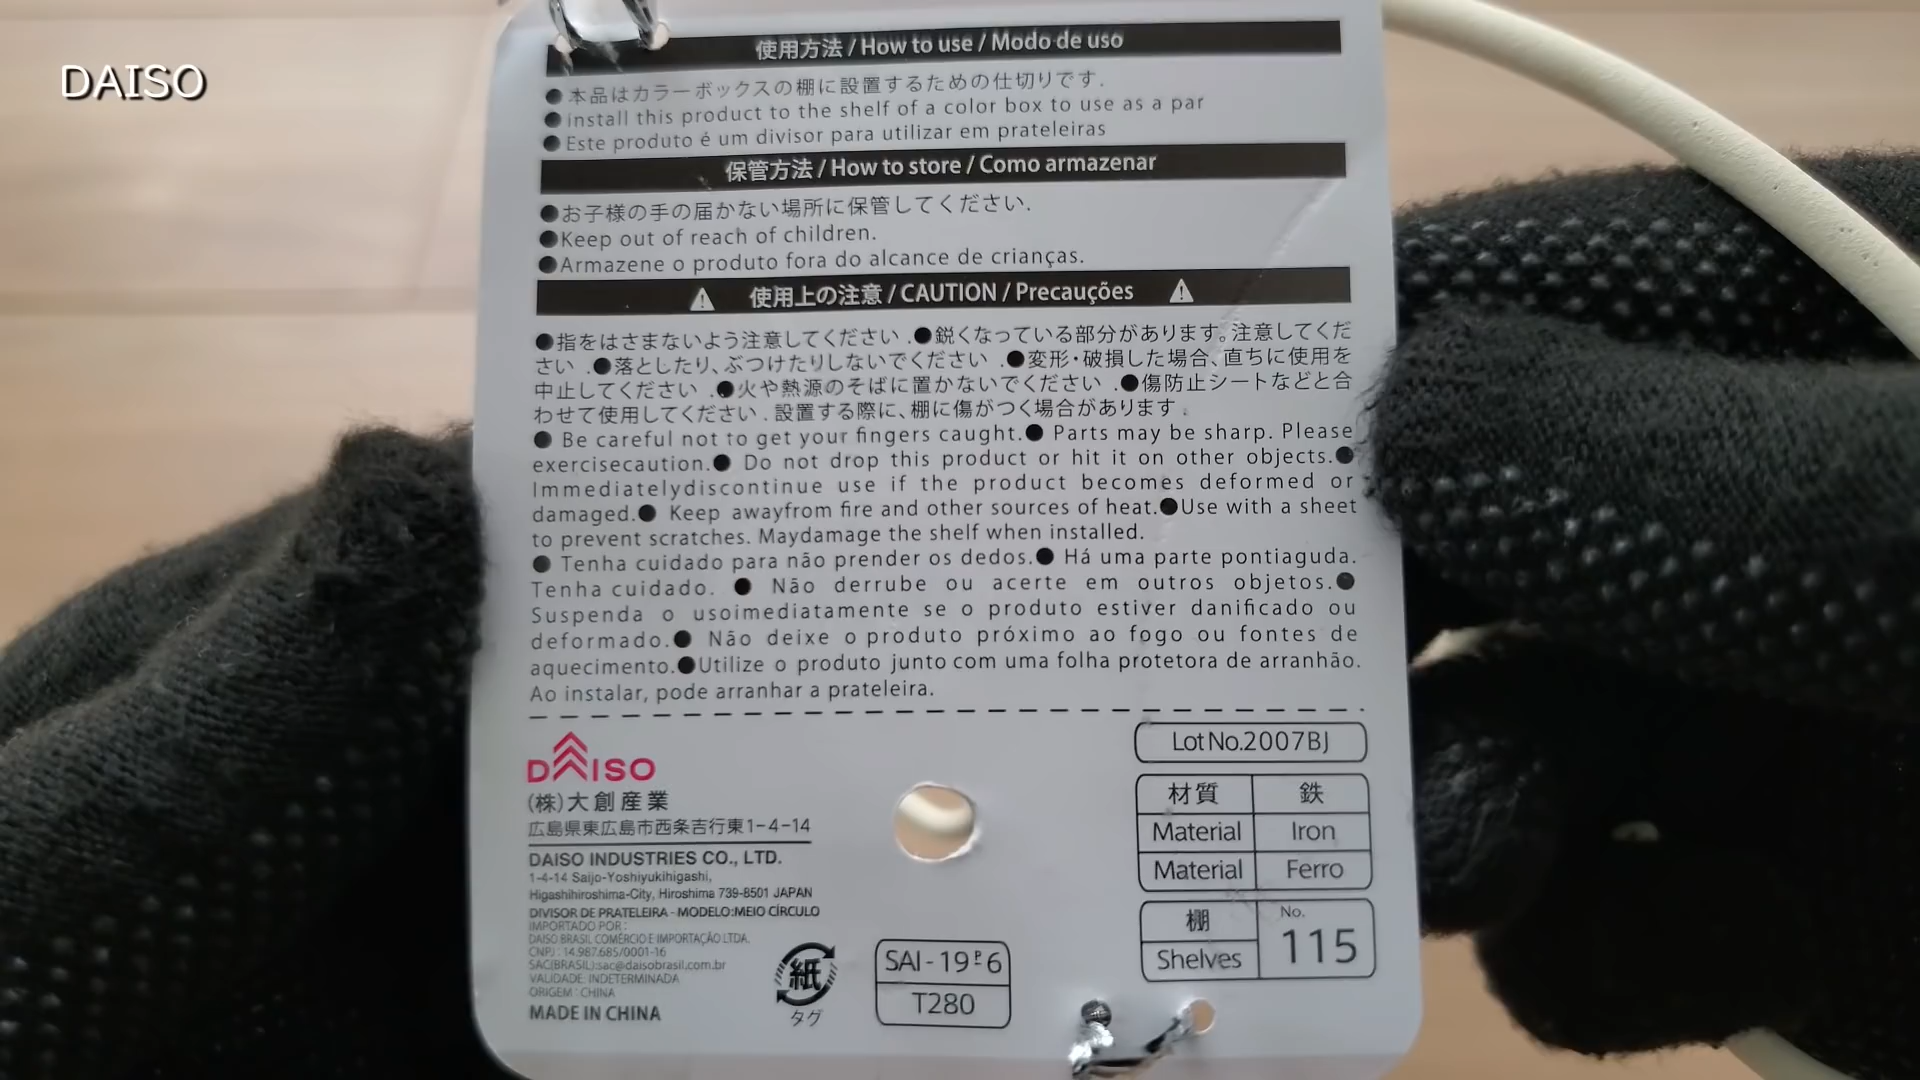 DAISO
使用方法 / How to use / Modo de uso
●本品はカラーボックスの棚に設置するための仕切りです.
●install this product to the shelf of a color box to use as a par
●Este produto é um divisor para utilizar em prateleiras
保管方法 / How to store / Como armazenar
●お子様の手の届かない場所に保管してください.
●Keep out of reach of children.
●Armazene o produto fora do alcance de crianças.
使用上の注意 / CAUTION / Precauções
●指をはさまないよう注意してください .●鋭くなっている部分があります。注意してくだ
さい .●落としたり、ぶつけたりしないでください .●変形・破損した場合、直ちに使用を
中止してください .●火や熱源のそばに置かないでください .●傷防止シートなどと合
わせて使用してください . 設置する際に、棚に傷がつく場合があります .
● Be careful not to get your fingers caught.● Parts may be sharp. Please
exercisecaution.● Do not drop this product or hit it on other objects.●
Immediatelydiscontinue use if the product becomes deformed or
damaged.● Keep awayfrom fire and other sources of heat.●Use with a sheet
to prevent scratches. Maydamage the shelf when installed.
● Tenha cuidado para não prender os dedos.● Há uma parte pontiaguda.
Tenha cuidado. ● Não derrube ou acerte em outros objetos.●
Suspenda o usoimediatamente se o produto estiver danificado ou
deformado.● Não deixe o produto próximo ao fogo ou fontes de
aquecimento.●Utilize o produto junto com uma folha protetora de arranhão.
Ao instalar, pode arranhar a prateleira.
DAISO
(株)大創産業
広島県東広島市西条吉行東1-4-14
DAISO INDUSTRIES CO., LTD.
1-4-14 Saijo-Yoshiyukihigashi,
Higashihiroshima-City, Hiroshima 739-8501 JAPAN
DIVISOR DE PRATELEIRA - MODELO:MEIO CÍRCULO
IMPORTADO POR :
DAISO BRASIL COMÉRCIO E IMPORTAÇÃO LTDA.
CNPJ : 14.987.685/0001-16
SAC(BRASIL):sac@daisobrasil.com.br
VALIDADE: INDETERMINADA
ORIGEM : CHINA
MADE IN CHINA
紙
タグ
SAI - 19 P 6
T280
Lot No.2007BJ
材質 鉄
Material Iron
Material Ferro
棚
Shelves
No.
115